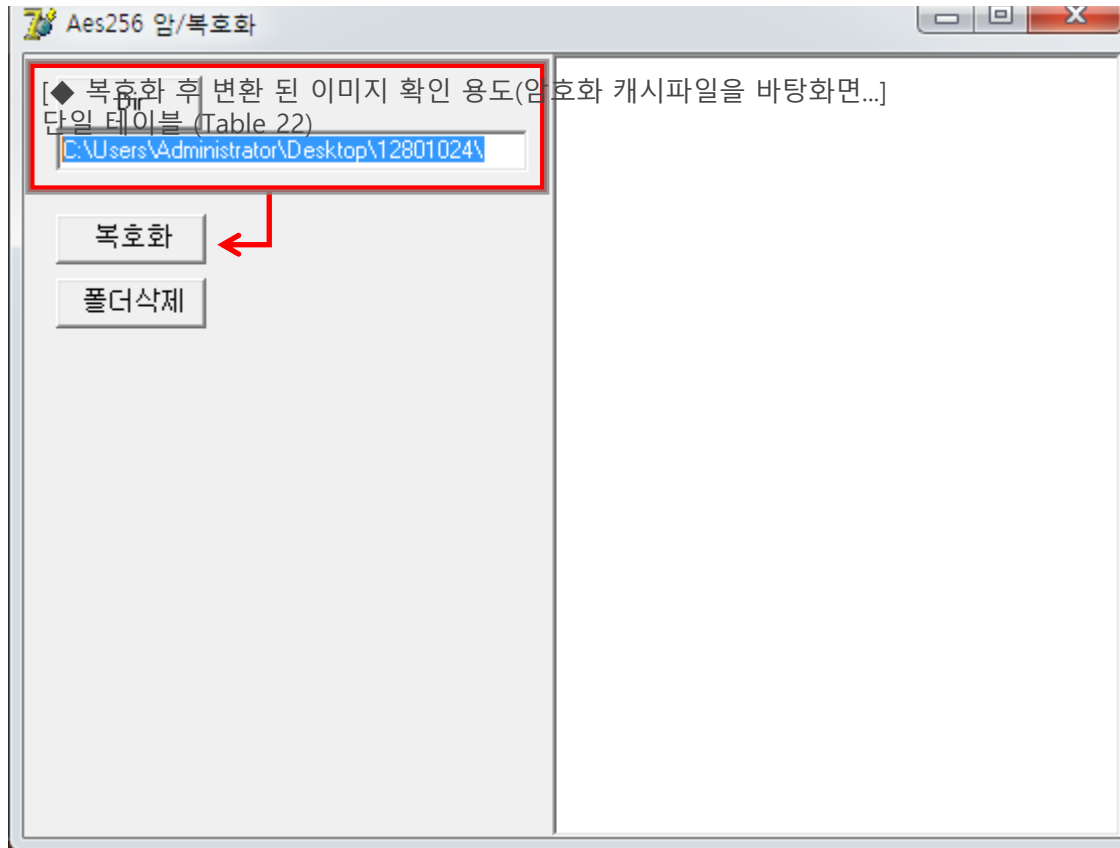 Aes256 암/복호화
[◆ 복호화 후 변환 된 이미지 확인 용도(암호화 캐시파일을 바탕화면...]
Dir
단일 테이블 (Table 22)
C:\Users\Administrator\Desktop\12801024\
복호화
폴더삭제